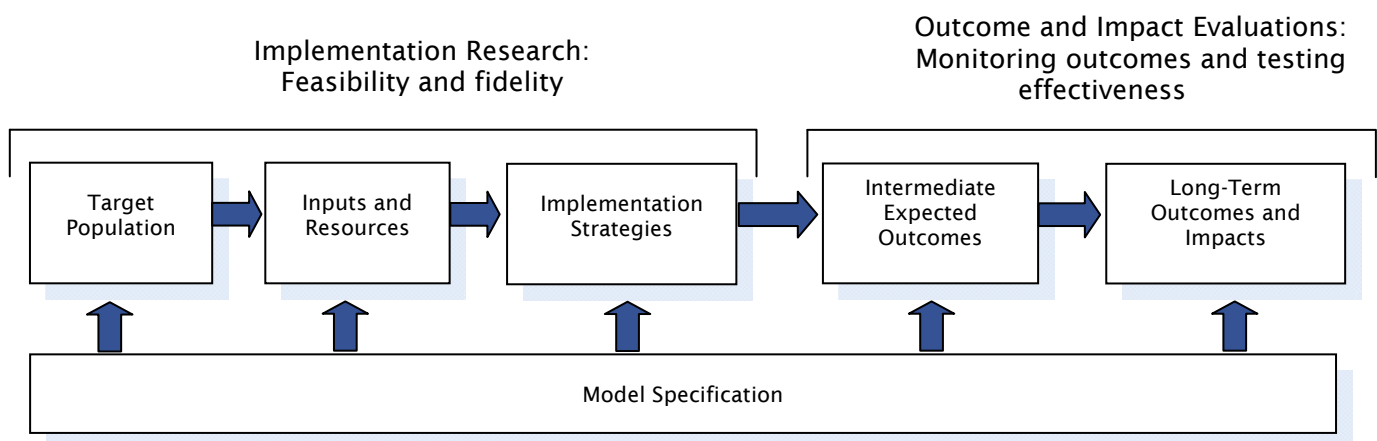 Implementation Research:
Feasibility and fidelity
Outcome and Impact Evaluations:
Monitoring outcomes and testing
effectiveness
Target
Population
Inputs and
Resources
Implementation
Strategies
Intermediate
Expected
Outcomes
Long-Term
Outcomes and
Impacts
Model Specification